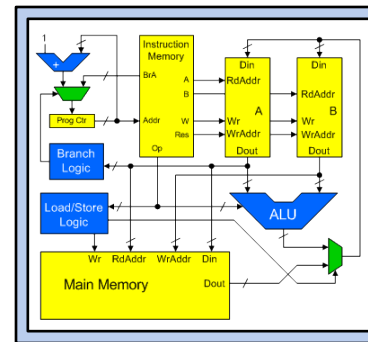 1
+
Prog Ctr
Instruction
Memory
BrA
A
B
Addr
W
Res
Op
Din
RdAddr
A
Wr
WrAddr
Dout
Din
RdAddr
B
Wr
WrAddr
Dout
Branch
Logic
Load/Store
Logic
ALU
Wr
RdAddr
WrAddr
Din
Main Memory
Dout